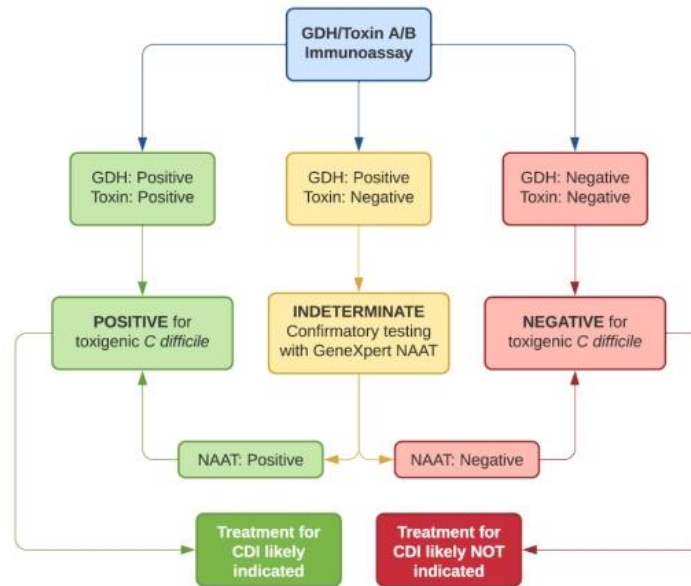 GDH/Toxin A/B
Immunoassay
GDH: Positive
Toxin: Positive
GDH: Positive
Toxin: Negative
GDH: Negative
Toxin: Negative
POSITIVE for
toxigenic C difficile
INDETERMINATE
Confirmatory testing
with GeneXpert NAAT
NEGATIVE for
toxigenic C difficile
NAAT: Positive
NAAT: Negative
Treatment for
CDI likely
indicated
Treatment for
CDI likely NOT
indicated